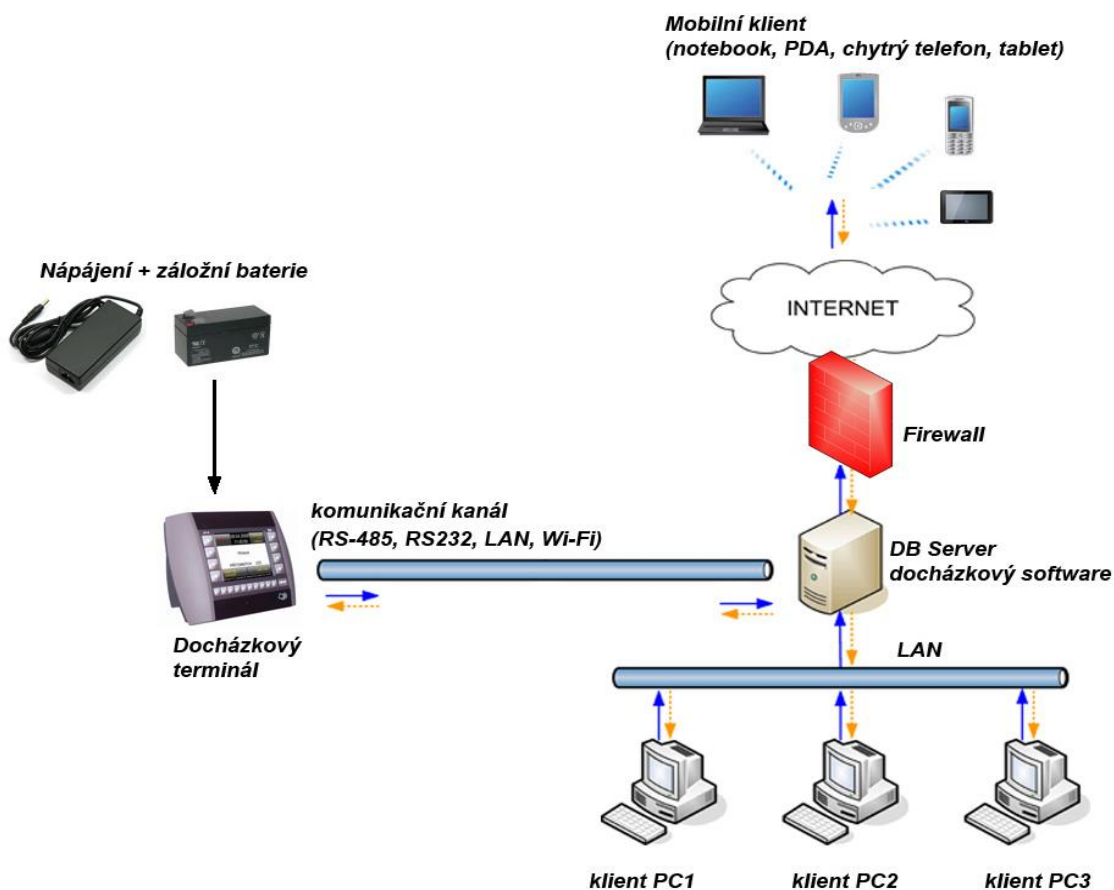 Mobilní klient
(notebook, PDA, chytrý telefon, tablet)
Nápájení + záložní baterie
INTERNET
Firewall
komunikační kanál
(RS-485, RS232, LAN, Wi-Fi)
DB Server
docházkový software
Docházkový
terminál
LAN
klient PC1
klient PC2
klient PC3